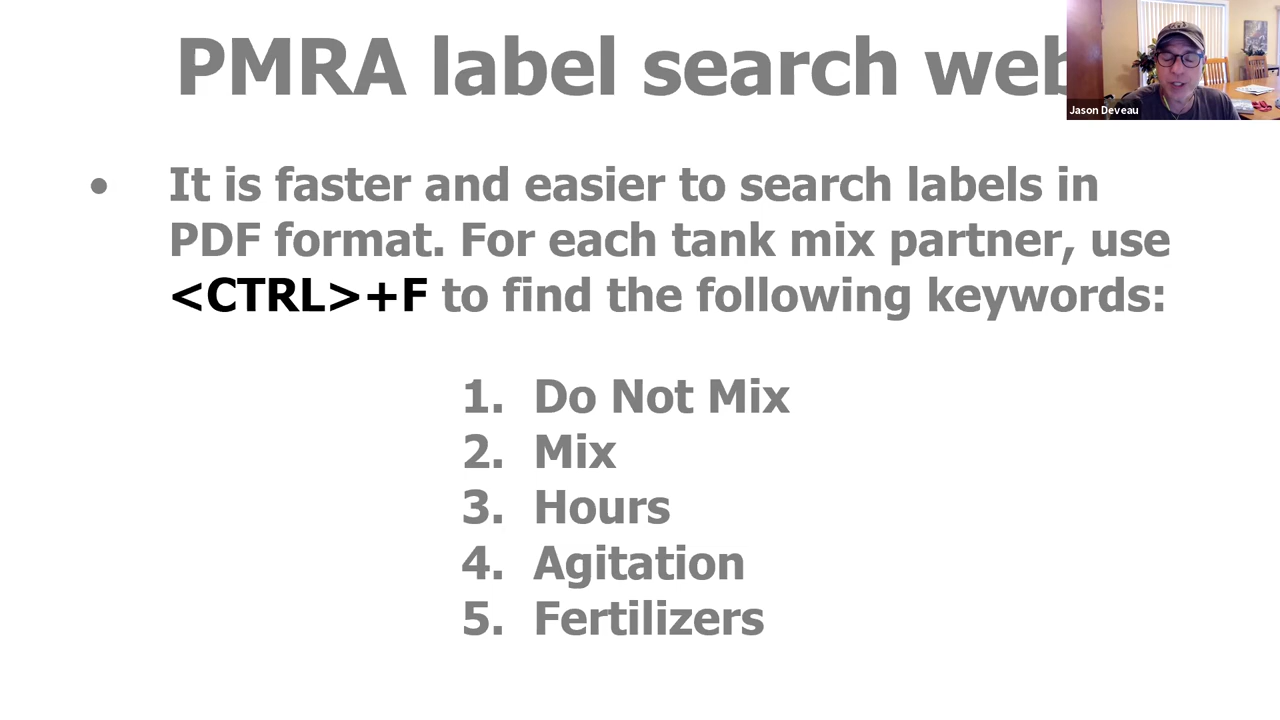 PMRA label search web
Jason Deveau
• It is faster and easier to search labels in
PDF format. For each tank mix partner, use
<CTRL>+F to find the following keywords:
1. Do Not Mix
2. Mix
3. Hours
4. Agitation
5. Fertilizers